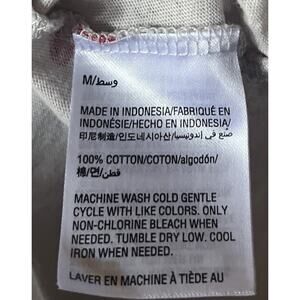 M/وسط
MADE IN INDONESIA/FABRIQUÉ EN
INDONÉSIE/HECHO EN INDONESIA/
印尼制造/인도네시아산/صنع في إندونيسيا
100% COTTON/COTON/algodón/
棉/면/قطن
MACHINE WASH COLD GENTLE
CYCLE WITH LIKE COLORS. ONLY
NON-CHLORINE BLEACH WHEN
NEEDED. TUMBLE DRY LOW. COOL
IRON WHEN NEEDED.
LAVER EN MACHINE À TIÈDE AU